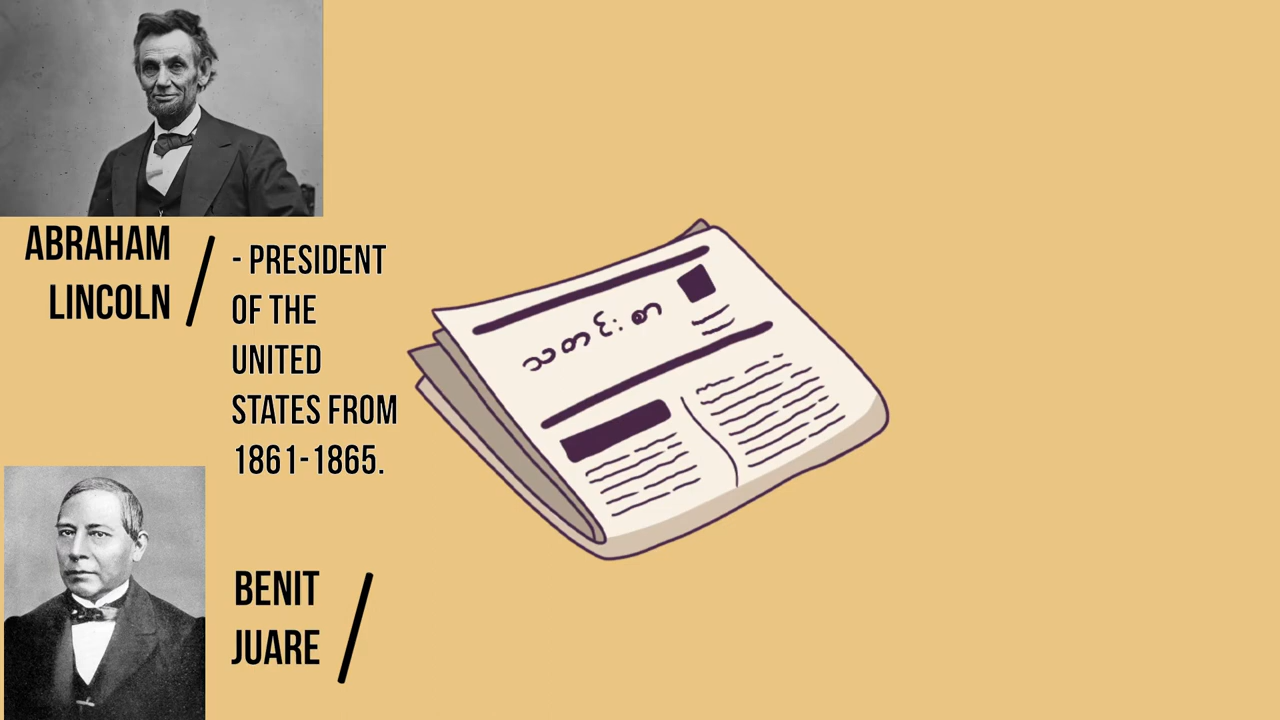 ABRAHAM
LINCOLN
- PRESIDENT
OF THE
UNITED
STATES FROM
1861-1865.
သတင်းစာ
BENIT
JUARE